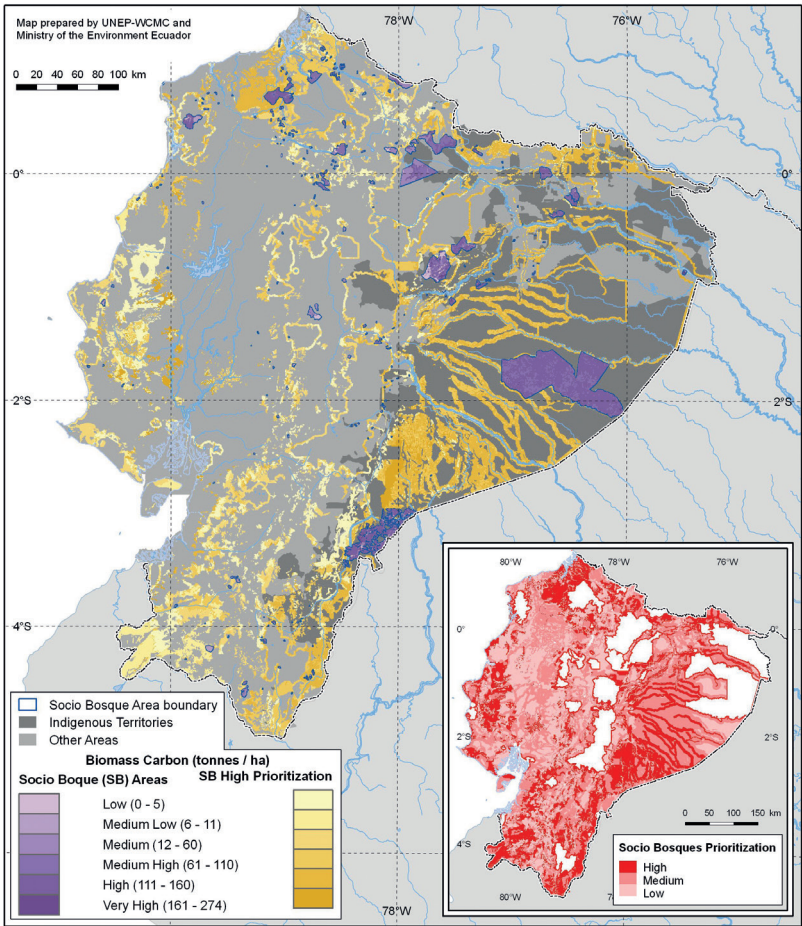 Map prepared by UNEP-WCMC and
Ministry of the Environment Ecuador
0 20 40 60 80 100 km
78°W
76°W
0°
0°
2°S
2°S
4°S
78°W
Socio Bosque Area boundary
Indigenous Territories
Other Areas
Biomass Carbon (tonnes / ha)
Socio Boque (SB) Areas
SB High Prioritization
Low (0 - 5)
Medium Low (6 - 11)
Medium (12 - 60)
Medium High (61 - 110)
High (111 - 160)
Very High (161 - 274)
80°W
78°W
76°W
0°
0°
2°S
2°S
4°S
80°W
0 50 100 150 km
Socio Bosques Prioritization
High
Medium
Low